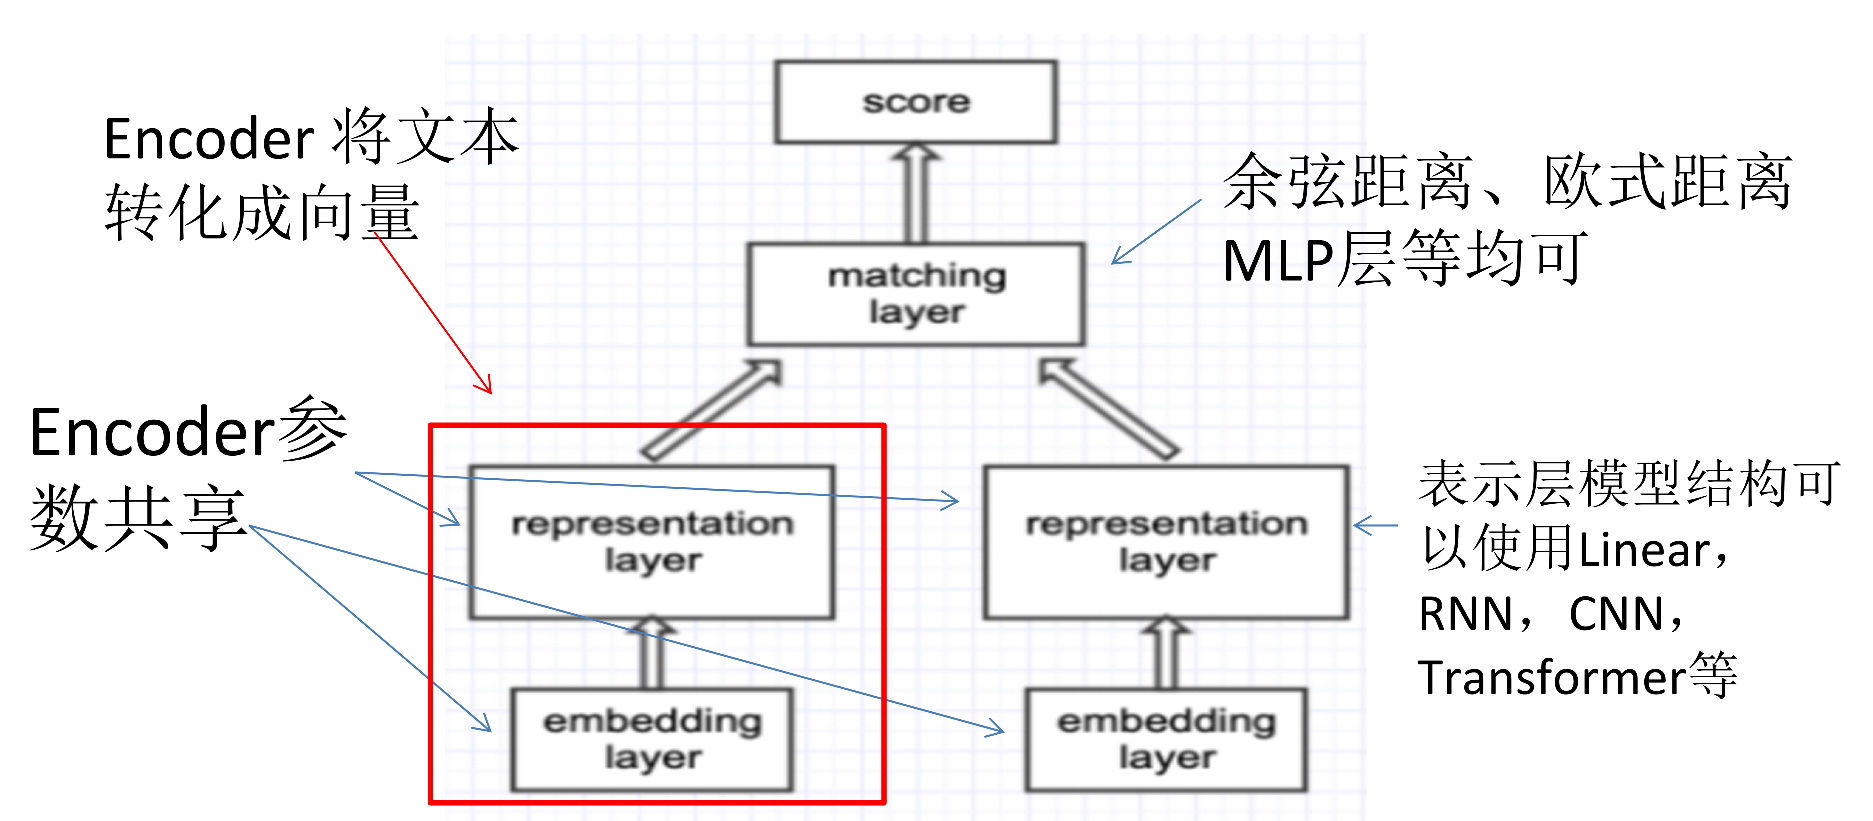 score
Encoder 将文本
转化成向量
余弦距离、欧式距离
MLP层等均可
matching
layer
Encoder参
数共享
representation
layer
representation
layer
表示层模型结构可
以使用Linear，
RNN，CNN，
Transformer等
embedding
layer
embedding
layer